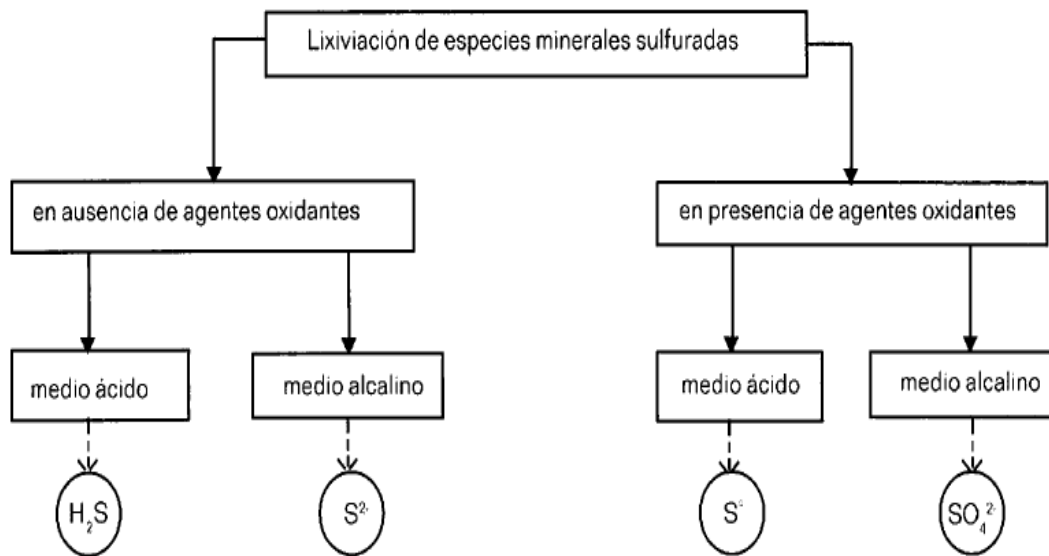 Lixiviación de especies minerales sulfuradas
en ausencia de agentes oxidantes
en presencia de agentes oxidantes
medio ácido
medio alcalino
medio ácido
medio alcalino
H₂S
S²⁻
S°
SO₄²⁻